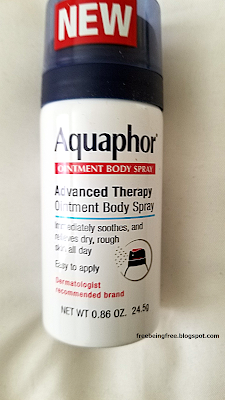 NEW
Aquaphor®
OINTMENT BODY SPRAY
Advanced Therapy
Ointment Body Spray
Immediately soothes, and
relieves dry, rough
skin all day
Easy to apply
Dermatologist
recommended brand
NET WT 0.86 OZ. 24.5g
freebeingfree.blogspot.com